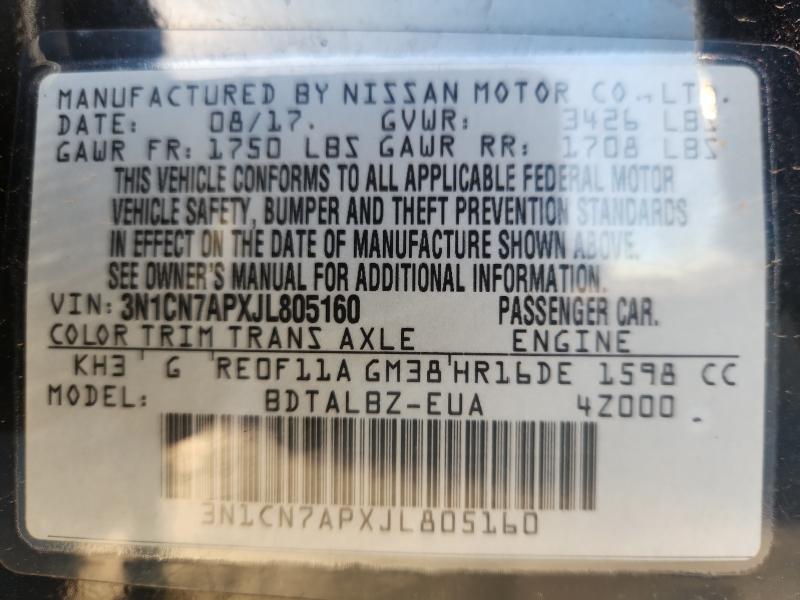 MANUFACTURED BY NISSAN MOTOR CO., LTD.
DATE: 08/17. GVWR: 3426 LBS
GAWR FR: 1750 LBS GAWR RR: 1708 LBS
THIS VEHICLE CONFORMS TO ALL APPLICABLE FEDERAL MOTOR
VEHICLE SAFETY, BUMPER AND THEFT PREVENTION STANDARDS
IN EFFECT ON THE DATE OF MANUFACTURE SHOWN ABOVE.
SEE OWNER'S MANUAL FOR ADDITIONAL INFORMATION.
VIN: 3N1CN7APXJL805160 PASSENGER CAR.
COLOR TRIM TRANS AXLE ENGINE
KH3 G RE0F11A GM38 HR16DE 1598 CC
MODEL: BDTALBZ-EUA 4Z000
3N1CN7APXJL805160